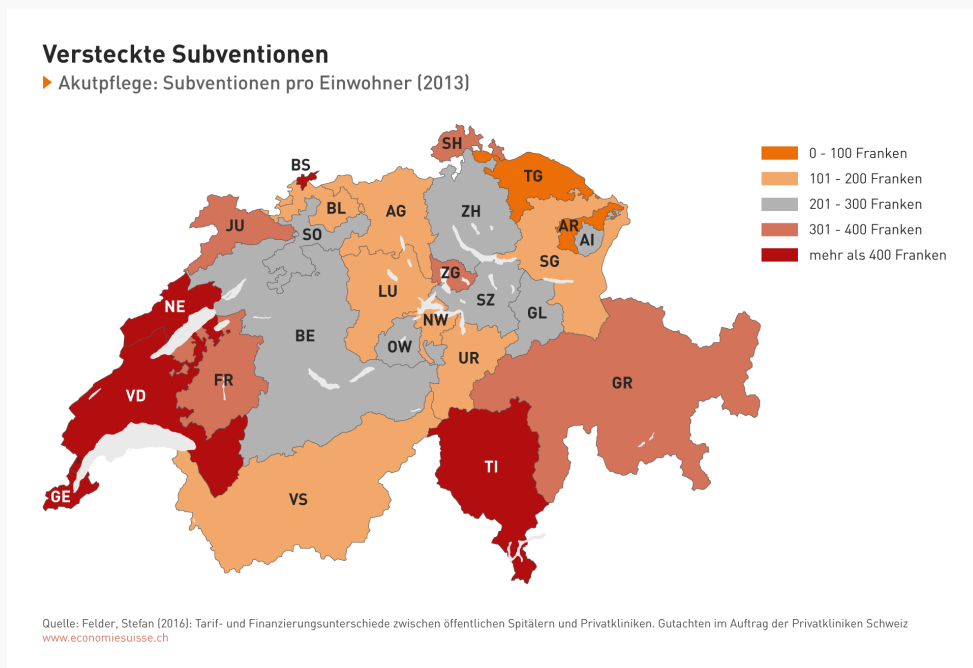 Versteckte Subventionen
Akutpflege: Subventionen pro Einwohner (2013)
SH
BS
TG
0 - 100 Franken
101 - 200 Franken
201 - 300 Franken
301 - 400 Franken
mehr als 400 Franken
BL
AG
ZH
JU
SO
AR
AI
SG
ZG
LU
SZ
NE
NW
GL
BE
OW
UR
FR
GR
VD
TI
GE
VS
Quelle: Felder, Stefan (2016): Tarif- und Finanzierungsunterschiede zwischen öffentlichen Spitälern und Privatkliniken. Gutachten im Auftrag der Privatkliniken Schweiz
www.economiesuisse.ch